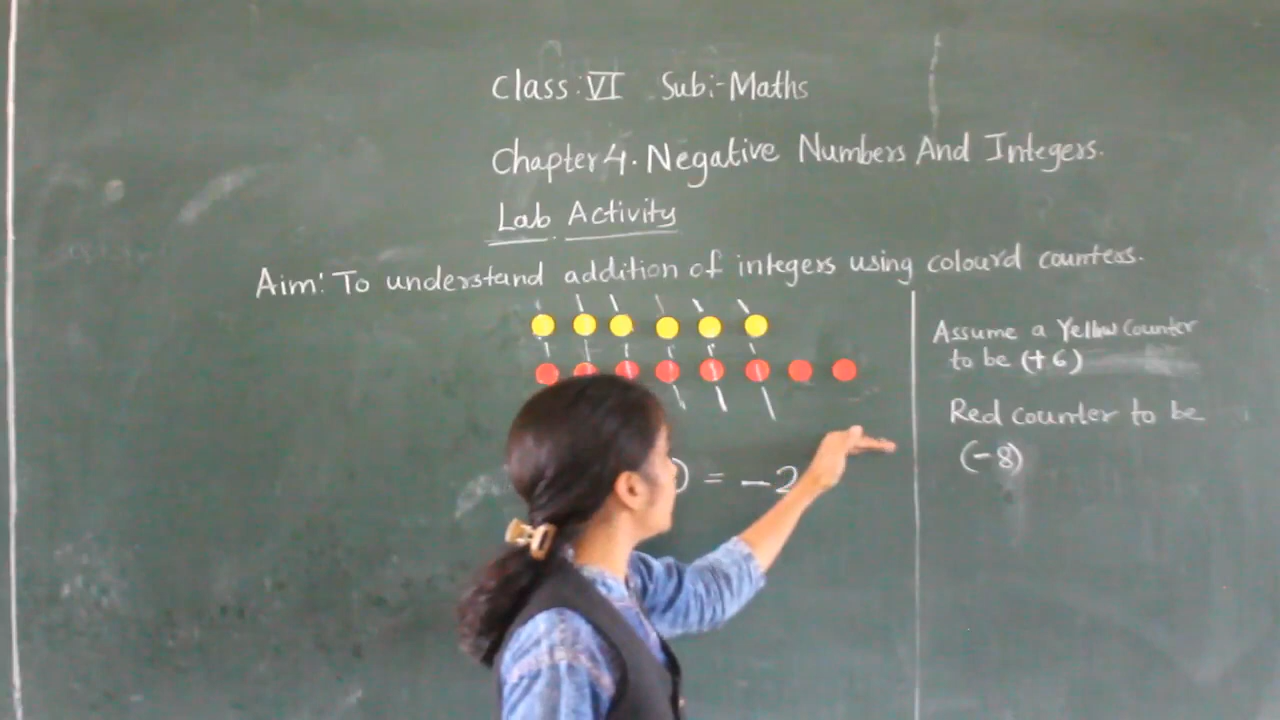 Class:VI Sub:-Maths
Chapter 4. Negative Numbers And Integers.
Lab Activity
Aim: To understand addition of integers using colourd counters.
Assume a Yellow Counter
to be (+6)
Red counter to be
(-8)
) = -2